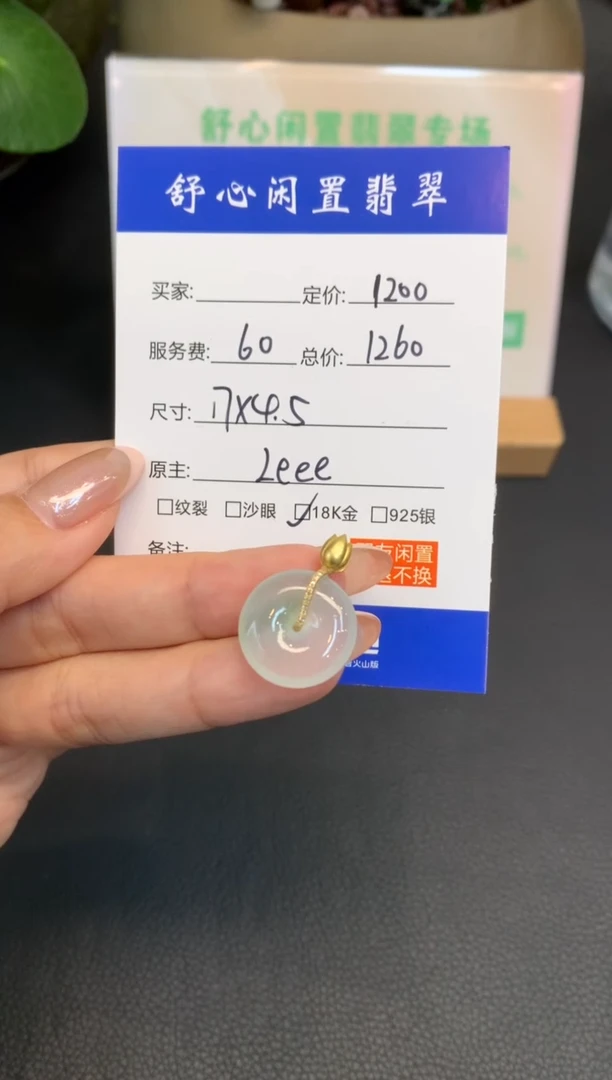 舒心闲置翡翠专场
舒心闲置翡翠
买家: 定价: 1200
服务费: 60 总价: 1260
尺寸: 17X4.5
原主: Leee
☐纹裂 ☐沙眼 ☑18K金 ☐925银
备注:
闲置
不换
火山版